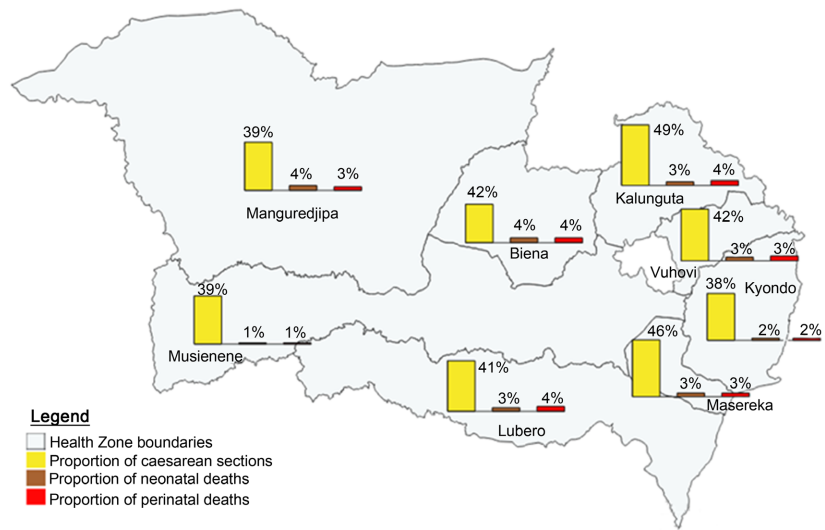 39%
4%
3%
Manguredjipa
49%
3%
4%
Kalunguta
42%
4%
4%
Biena
42%
3%
3%
Vuhovi
Kyondo
38%
2%
2%
39%
1%
1%
Musienene
46%
3%
3%
Masereka
41%
3%
4%
Lubero
Legend
Health Zone boundaries
Proportion of caesarean sections
Proportion of neonatal deaths
Proportion of perinatal deaths